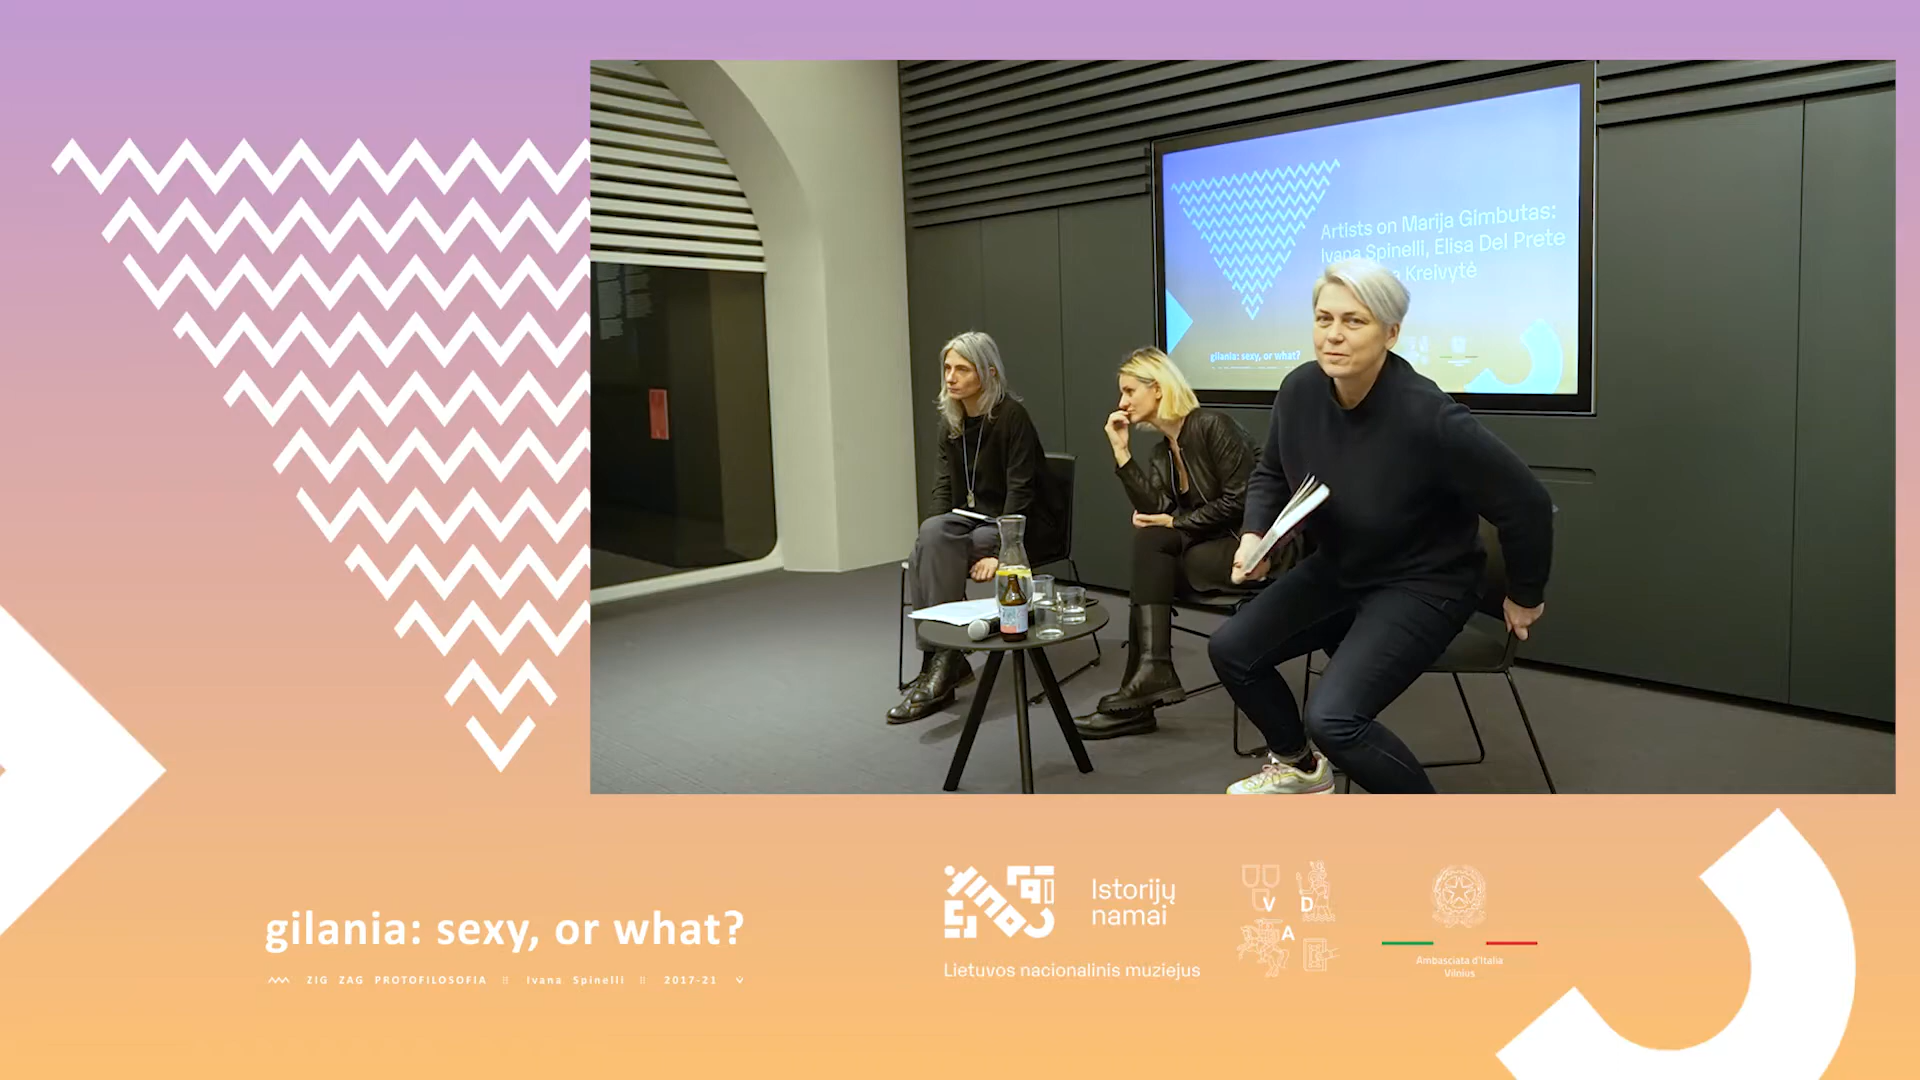 Artists on Marija Gimbutas:
Ivana Spinelli, Elisa Del Prete
a Kreivytė
gilania: sexy, or what?
gilania: sexy, or what?
ZIG ZAG PROTOFILOSOFIA :: Ivana Spinelli :: 2017-21
Istorijų
namai
Lietuvos nacionalinis muziejus
V D
A
Ambasciata d'Italia
Vilnius